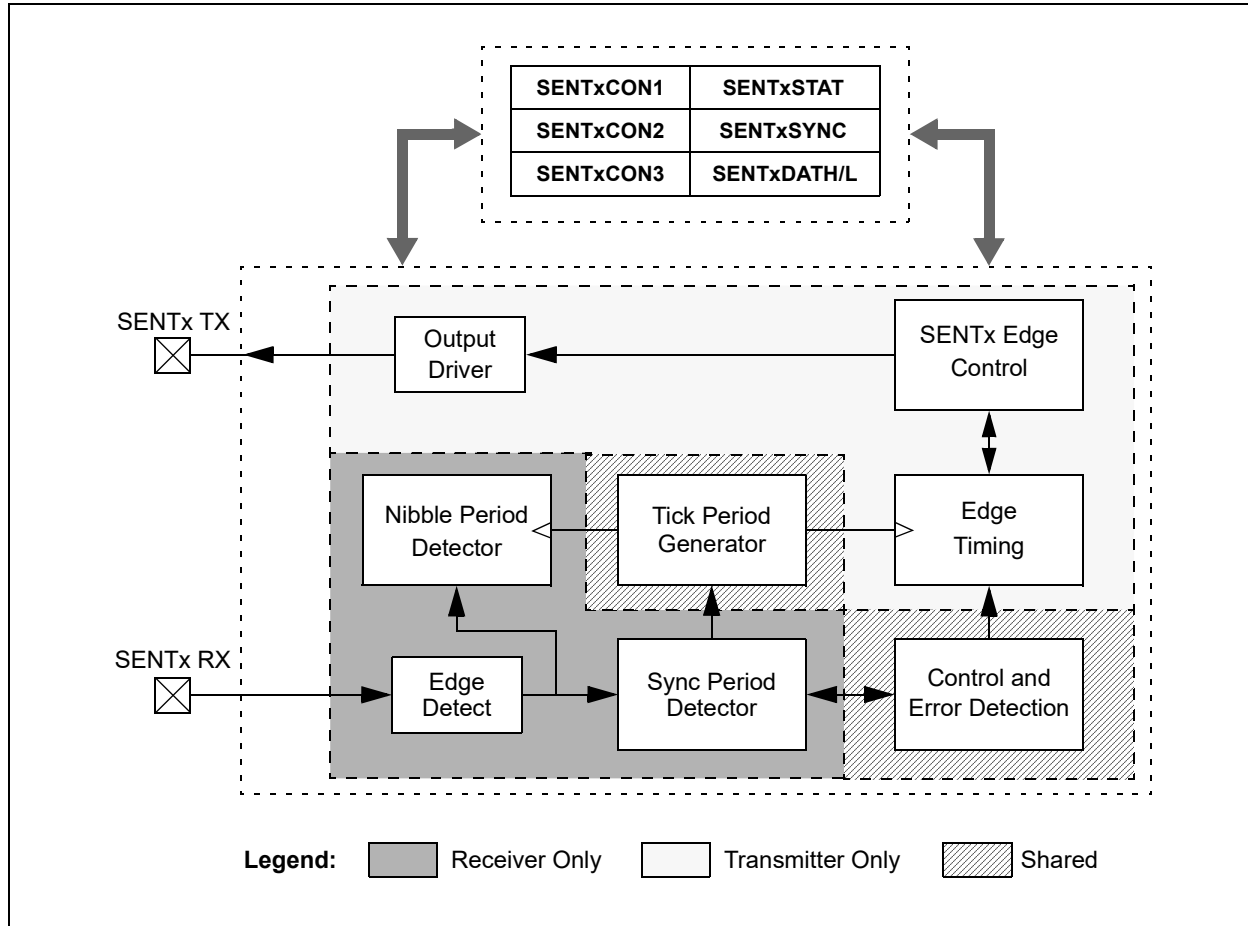 SENTxCON1 SENTxSTAT
SENTxCON2 SENTxSYNC
SENTxCON3 SENTxDATH/L
SENTx TX
Output
Driver
SENTx Edge
Control
Nibble Period
Detector
Tick Period
Generator
Edge
Timing
SENTx RX
Edge
Detect
Sync Period
Detector
Control and
Error Detection
Legend: Receiver Only Transmitter Only Shared